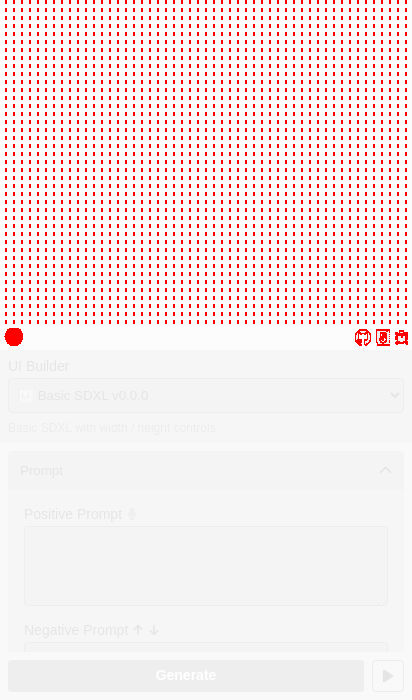 UI Builder
Basic SDXL v0.0.0
Basic SDXL with width / height controls
Prompt
Positive Prompt
Negative Prompt
Generate